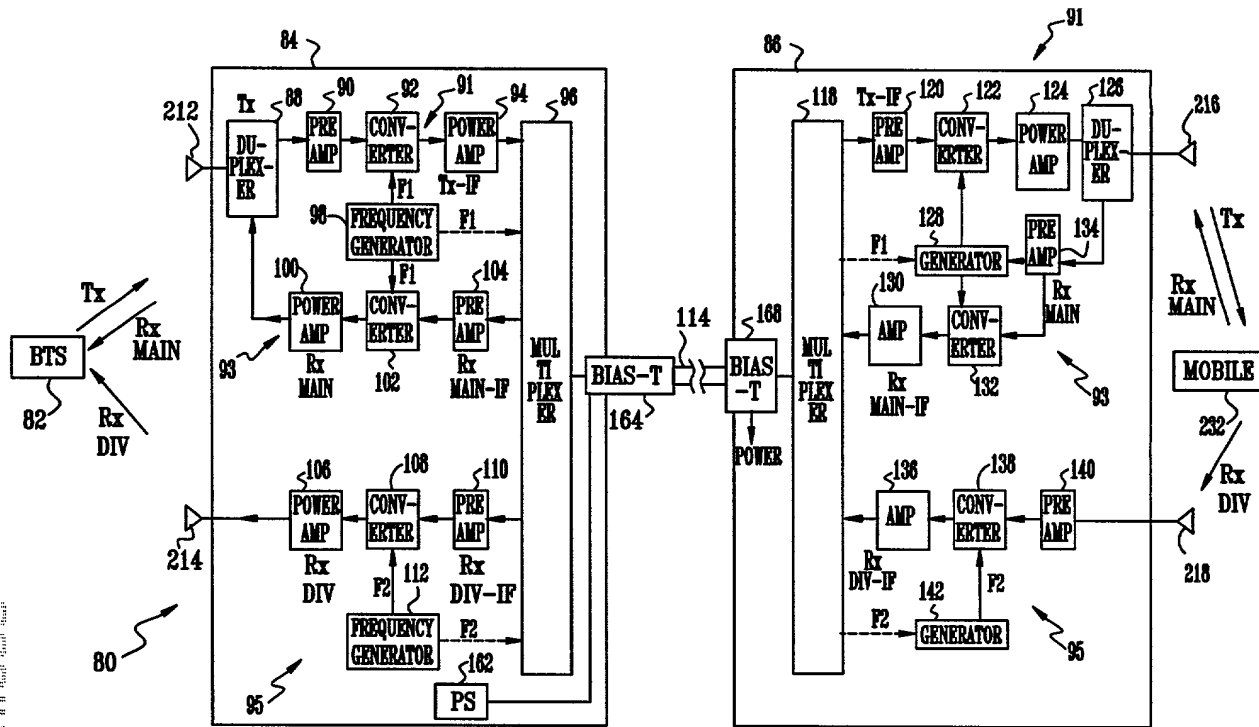 84
86
91
212
Tx
88
90
92
91
94
96
118
Tx-IF
120
122
124
126
216
DU-
PLEX-
ER
PRE
AMP
CONV-
ERTER
POWER
AMP
Tx-IF
PRE
AMP
CONV-
ERTER
POWER
AMP
DU-
PLEX-
ER
F1
98
FREQUENCY
GENERATOR
F1
F1
128
GENERATOR
PRE
AMP
134
Tx
Rx
MAIN
F1
100
104
130
Rx
MAIN
Tx
Rx
MAIN
POWER
AMP
CONV-
ERTER
PRE
AMP
AMP
CONV-
ERTER
BTS
82
93
Rx
MAIN
102
Rx
MAIN-IF
MUL
TI
PLEX
ER
BIAS-T
164
114
168
BIAS
-T
POWER
MUL
TI
PLEX
ER
Rx
MAIN-IF
132
93
MOBILE
232
Rx
DIV
Rx
DIV
106
108
110
136
138
140
214
POWER
AMP
CONV-
ERTER
PRE
AMP
AMP
CONV-
ERTER
PRE
AMP
218
Rx
DIV
F2
112
Rx
DIV-IF
Rx
DIV-IF
142
F2
80
FREQUENCY
GENERATOR
F2
F2
GENERATOR
95
162
PS
95